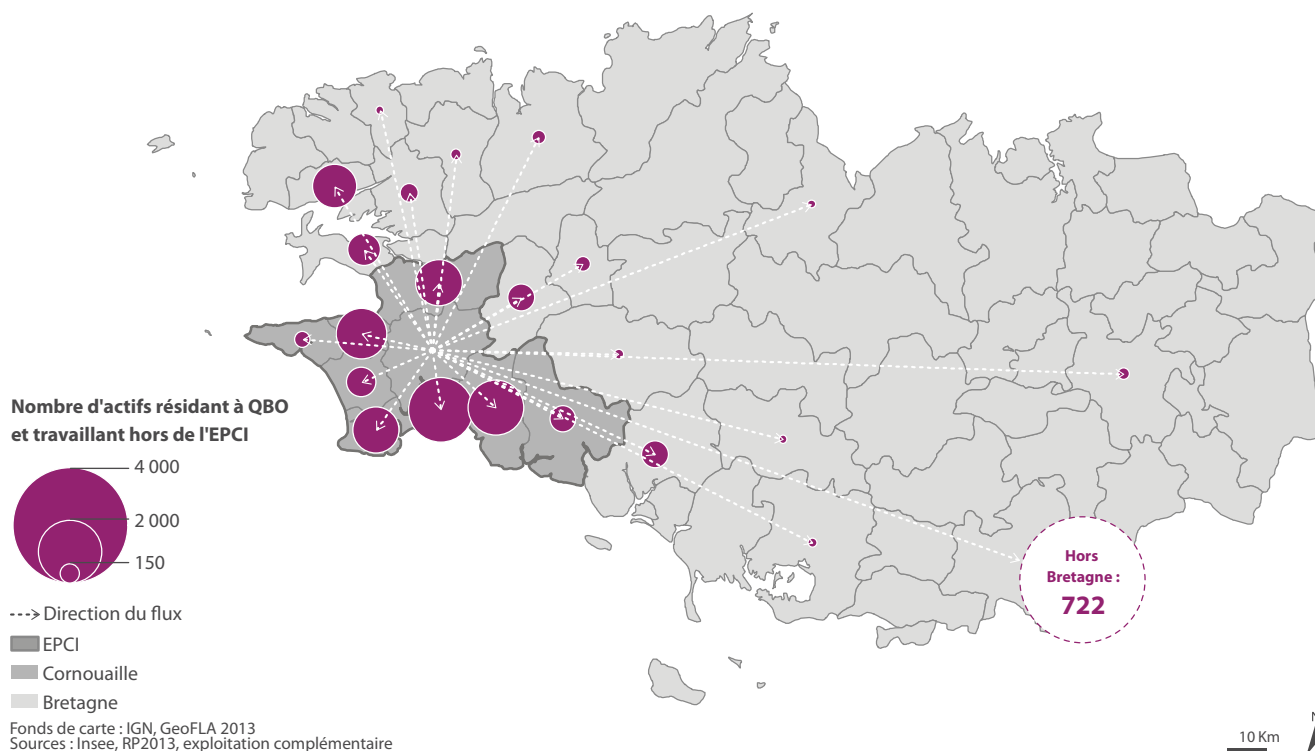 Nombre d'actifs résidant à QBO
et travaillant hors de l'EPCI
4 000
2 000
150
Direction du flux
EPCI
Cornouaille
Bretagne
Fonds de carte : IGN, GeoFLA 2013
Sources : Insee, RP2013, exploitation complémentaire
Hors
Bretagne :
722
10 Km
N